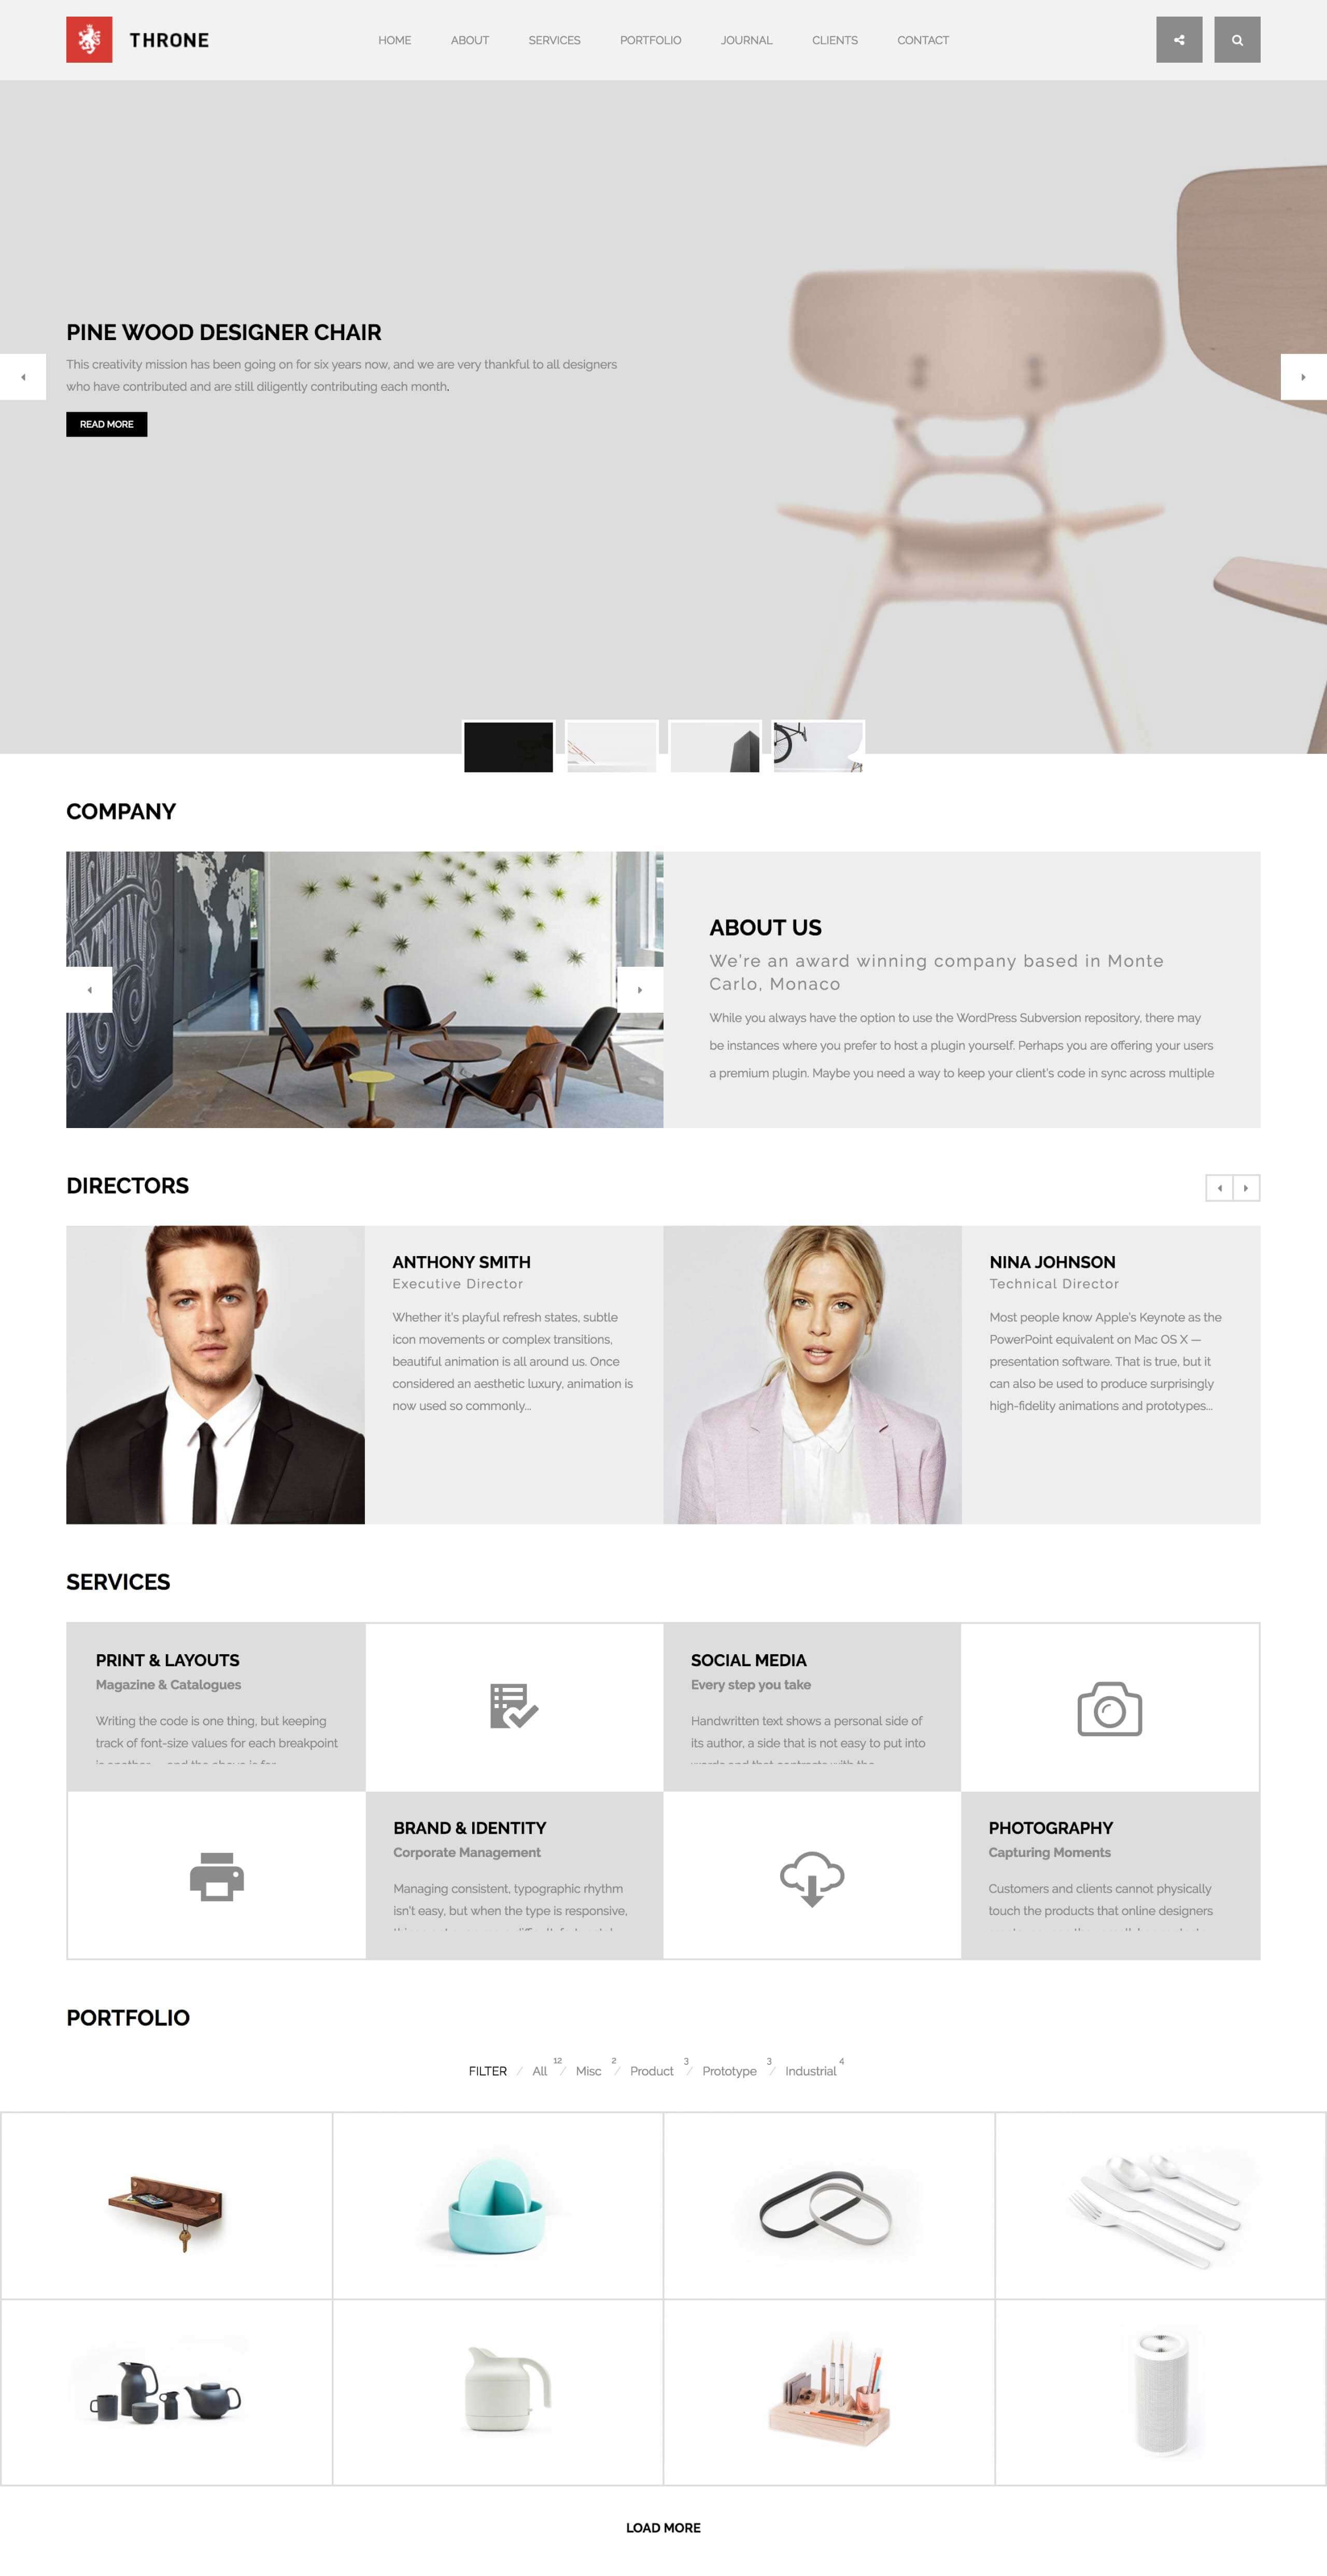 THRONE
HOME
ABOUT
SERVICES
PORTFOLIO
JOURNAL
CLIENTS
CONTACT
PINE WOOD DESIGNER CHAIR
This creativity mission has been going on for six years now, and we are very thankful to all designers
who have contributed and are still diligently contributing each month.
READ MORE
COMPANY
ABOUT US
We're an award winning company based in Monte
Carlo, Monaco
While you always have the option to use the WordPress Subversion repository, there may
be instances where you prefer to host a plugin yourself. Perhaps you are offering your users
a premium plugin. Maybe you need a way to keep your client's code in sync across multiple
DIRECTORS
ANTHONY SMITH
Executive Director
Whether it's playful refresh states, subtle
icon movements or complex transitions,
beautiful animation is all around us. Once
considered an aesthetic luxury, animation is
now used so commonly...
NINA JOHNSON
Technical Director
Most people know Apple's Keynote as the
PowerPoint equivalent on Mac OS X —
presentation software. That is true, but it
can also be used to produce surprisingly
high-fidelity animations and prototypes...
SERVICES
PRINT & LAYOUTS
Magazine & Catalogues
Writing the code is one thing, but keeping
track of font-size values for each breakpoint
SOCIAL MEDIA
Every step you take
Handwritten text shows a personal side of
its author, a side that is not easy to put into
BRAND & IDENTITY
Corporate Management
Managing consistent, typographic rhythm
isn't easy, but when the type is responsive,
PHOTOGRAPHY
Capturing Moments
Customers and clients cannot physically
touch the products that online designers
PORTFOLIO
FILTER / All 12 / Misc 2 / Product 3 / Prototype 3 / Industrial 4
LOAD MORE